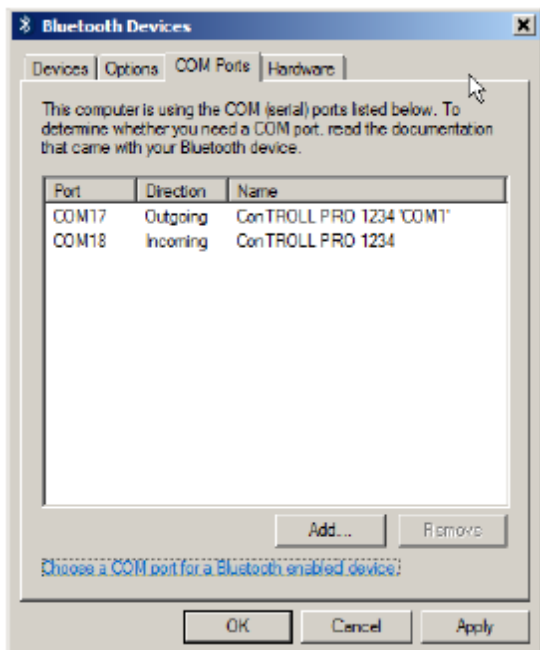 Bluetooth Devices
Devices Options COM Ports Hardware
This computer is using the COM (serial) ports listed below. To
determine whether you need a COM port, read the documentation
that came with your Bluetooth device.
Port Direction Name
COM17 Outgoing ConTROLL PRO 1234 'COM1'
COM18 Incoming ConTROLL PRO 1234
Add... Remove
Choose a COM port for a Bluetooth enabled device.
OK Cancel Apply